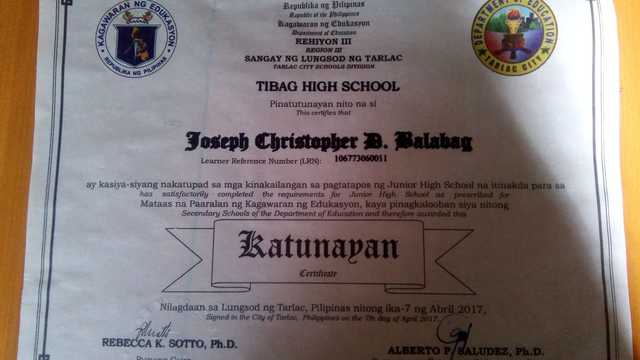 Republika ng Pilipinas
Republic of the Philippines
Kagawaran ng Edukasyon
Department of Education
REHIYON III
REGION III
SANGAY NG LUNGSOD NG TARLAC
TARLAC CITY SCHOOLS DIVISION
KAGAWARAN NG EDUKASYON
REPUBLIKA NG PILIPINAS
DEPARTMENT OF EDUCATION
TARLAC CITY
TIBAG HIGH SCHOOL
Pinatutunayan nito na si
This certifies that
Joseph Christopher D. Balabag
Learner Reference Number (LRN): 106773060011
ay kasiya-siyang nakatupad sa mga kinakailangan sa pagtatapos ng Junior High School na itinakda para sa
has satisfactorily completed the requirements for Junior High School as prescribed for
Mataas na Paaralan ng Kagawaran ng Edukasyon, kaya pinagkalooban siya nitong
Secondary Schools of the Department of Education and therefore awarded this
Katunayan
Certificate
Nilagdaan sa Lungsod ng Tarlac, Pilipinas nitong ika-7 ng Abril 2017,
Signed in the City of Tarlac, Philippines on the 7th day of April 2017.
REBECCA K. SOTTO, Ph.D.
ALBERTO P. SALUDEZ, Ph.D.